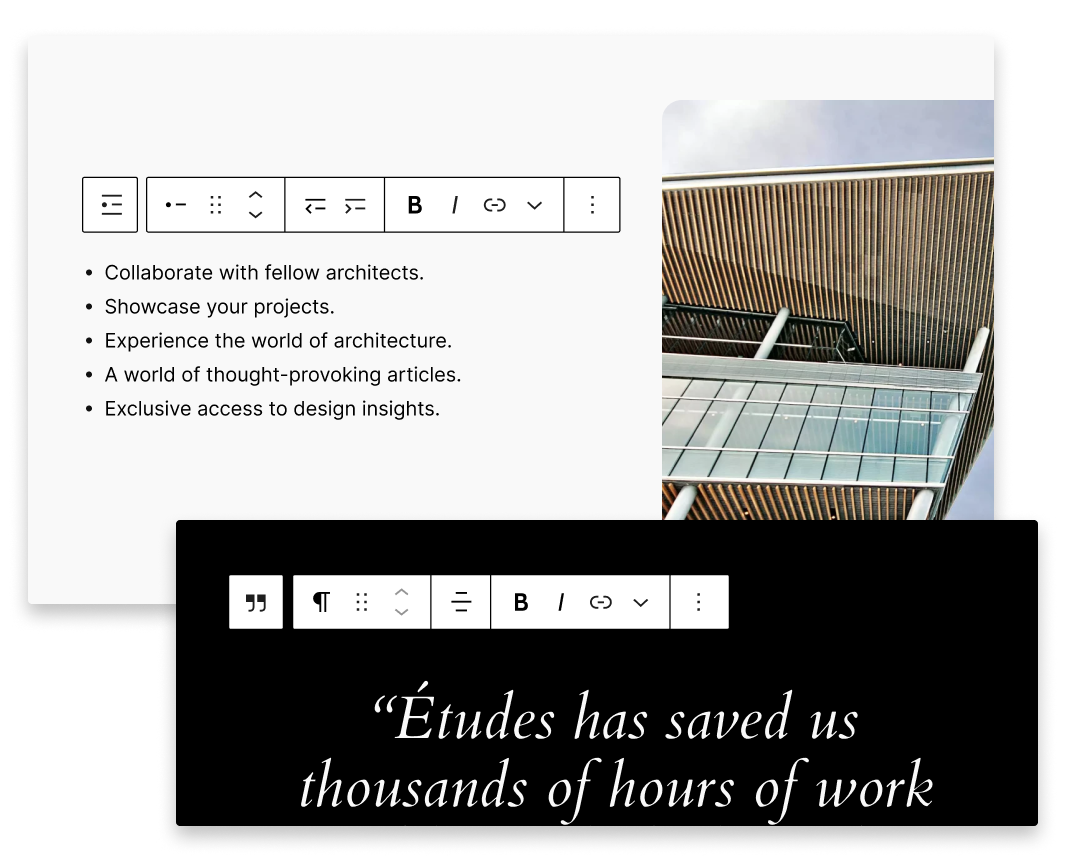 B I
• Collaborate with fellow architects.
• Showcase your projects.
• Experience the world of architecture.
• A world of thought-provoking articles.
• Exclusive access to design insights.
B I
“Études has saved us
thousands of hours of work